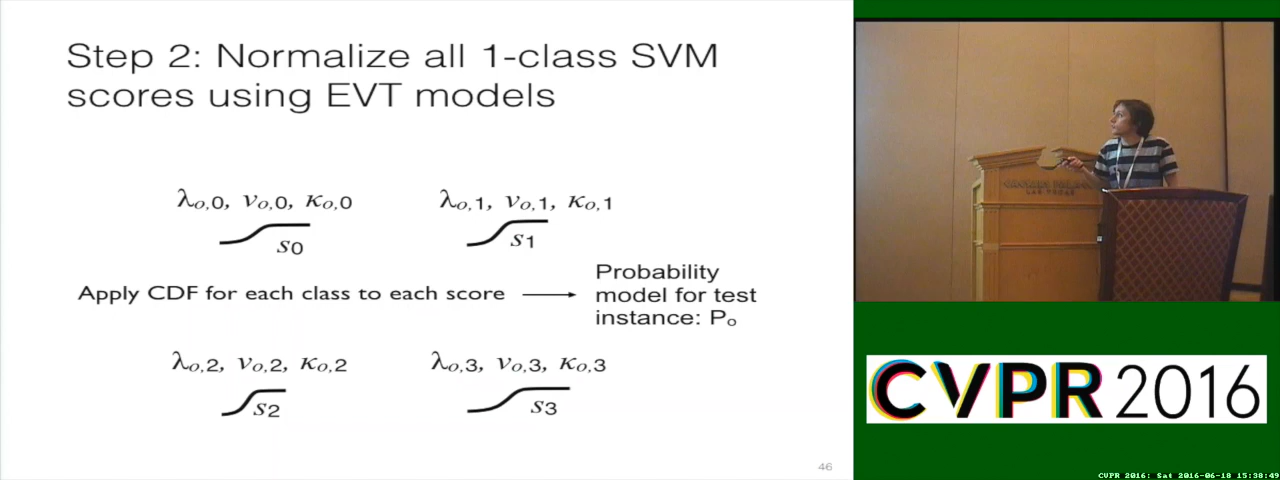 Step 2: Normalize all 1-class SVM
scores using EVT models
λo,0, νo,0, κo,0
λo,1, νo,1, κo,1
s0
s1
Apply CDF for each class to each score
Probability
model for test
instance: Po
λo,2, νo,2, κo,2
λo,3, νo,3, κo,3
s2
s3
46
CVPR 2016
CVPR 2016: Sat 2016-06-18 15:38:49